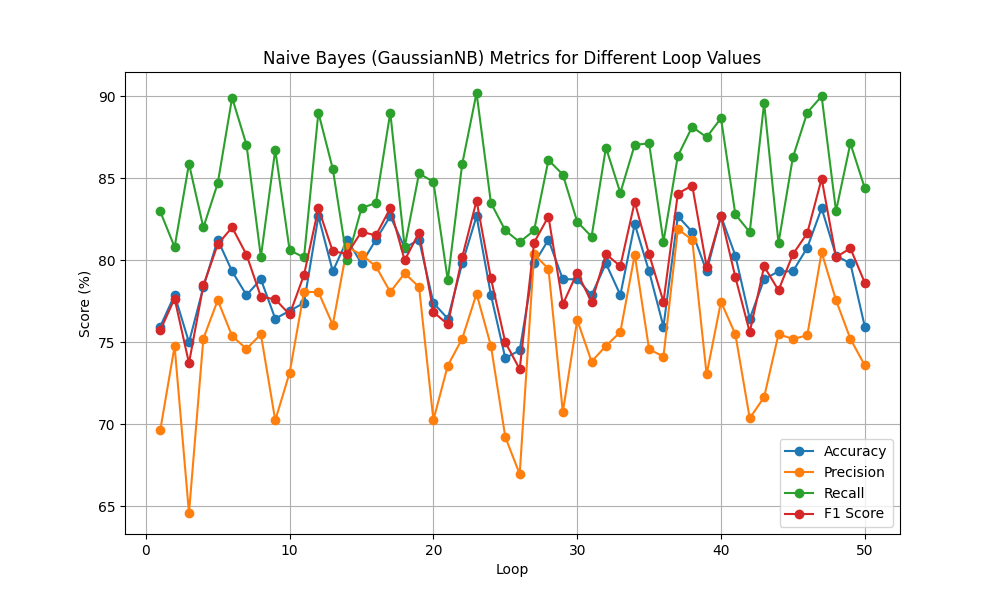 Naive Bayes (GaussianNB) Metrics for Different Loop Values
Score (%)
90
85
80
75
70
65
0
10
20
30
40
50
Loop
Accuracy
Precision
Recall
F1 Score